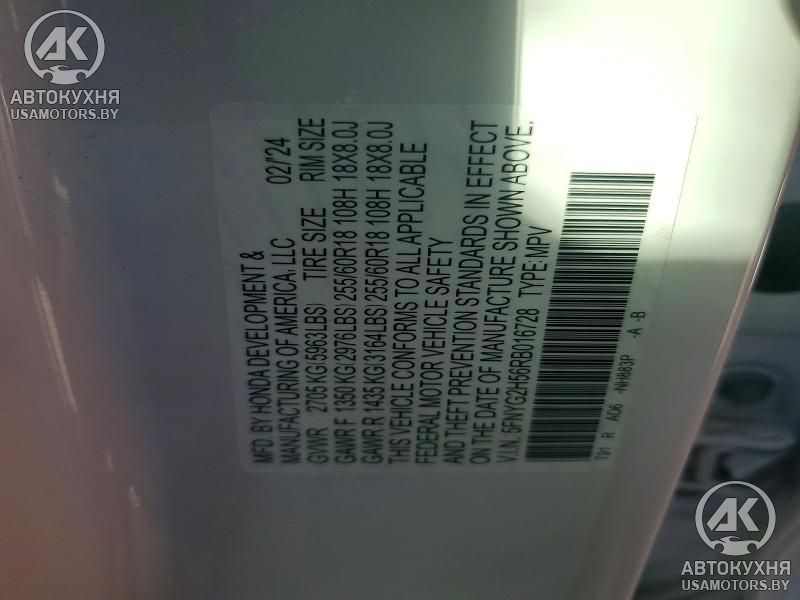 AK
АВТОКУХНЯ
USAMOTORS.BY
MFD. BY HONDA DEVELOPMENT &
MANUFACTURING OF AMERICA, LLC 02/'24
GVWR 2705 KG(5963LBS) TIRE SIZE RIM SIZE
GAWR F 1350 KG(2976LBS) 255/60R18 108H 18X8.0J
GAWR R 1435 KG(3164LBS) 255/60R18 108H 18X8.0J
THIS VEHICLE CONFORMS TO ALL APPLICABLE
FEDERAL MOTOR VEHICLE SAFETY
AND THEFT PREVENTION STANDARDS IN EFFECT
ON THE DATE OF MANUFACTURE SHOWN ABOVE.
V.I.N.: 5FNYG2H56RB016728 TYPE: MPV
R AD6 -NH883P -A -B
AK
АВТОКУХНЯ
USAMOTORS.BY